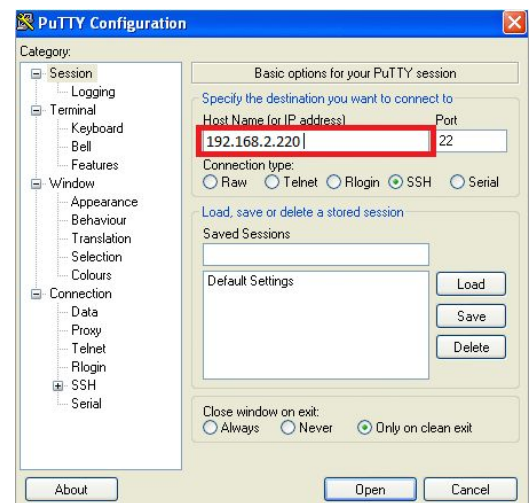 PuTTY Configuration
Category:
Session
Logging
Terminal
Keyboard
Bell
Features
Window
Appearance
Behaviour
Translation
Selection
Colours
Connection
Data
Proxy
Telnet
Rlogin
SSH
Serial
Basic options for your PuTTY session
Specify the destination you want to connect to
Host Name (or IP address) Port
192.168.2.220 22
Connection type:
Raw Telnet Rlogin SSH Serial
Load, save or delete a stored session
Saved Sessions
Default Settings
Load
Save
Delete
Close window on exit:
Always Never Only on clean exit
About Open Cancel